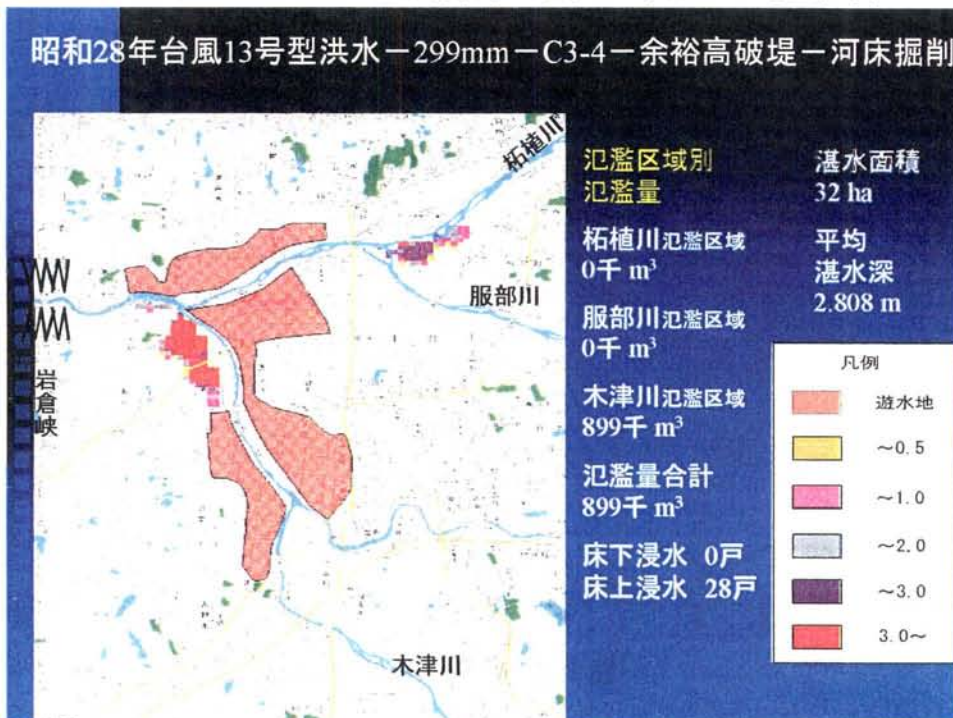 昭和28年台風13号型洪水－299mm－C3-4－余裕高破堤－河床掘削
柘植川
服部川
岩倉峡
木津川
氾濫区域別
氾濫量
柘植川氾濫区域
0千 m³
服部川氾濫区域
0千 m³
木津川氾濫区域
899千 m³
氾濫量合計
899千 m³
床下浸水 0戸
床上浸水 28戸
湛水面積
32 ha
平均
湛水深
2.808 m
凡例
遊水地
～0.5
～1.0
～2.0
～3.0
3.0～